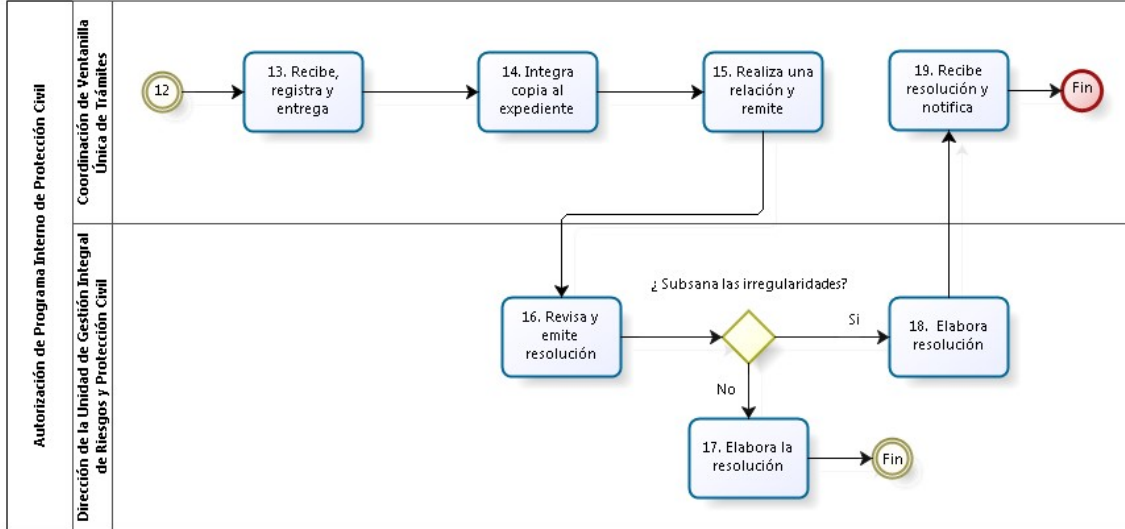 Autorización de Programa Interno de Protección Civil
Coordinación de Ventanilla
Única de Trámites
12
13. Recibe,
registra y
entrega
14. Integra
copia al
expediente
15. Realiza una
relación y
remite
19. Recibe
resolución y
notifica
Fin
Dirección de la Unidad de Gestión Integral
de Riesgos y Protección Civil
16. Revisa y
emite
resolución
¿ Subsana las irregularidades?
Si
18. Elabora
resolución
No
17. Elabora la
resolución
Fin